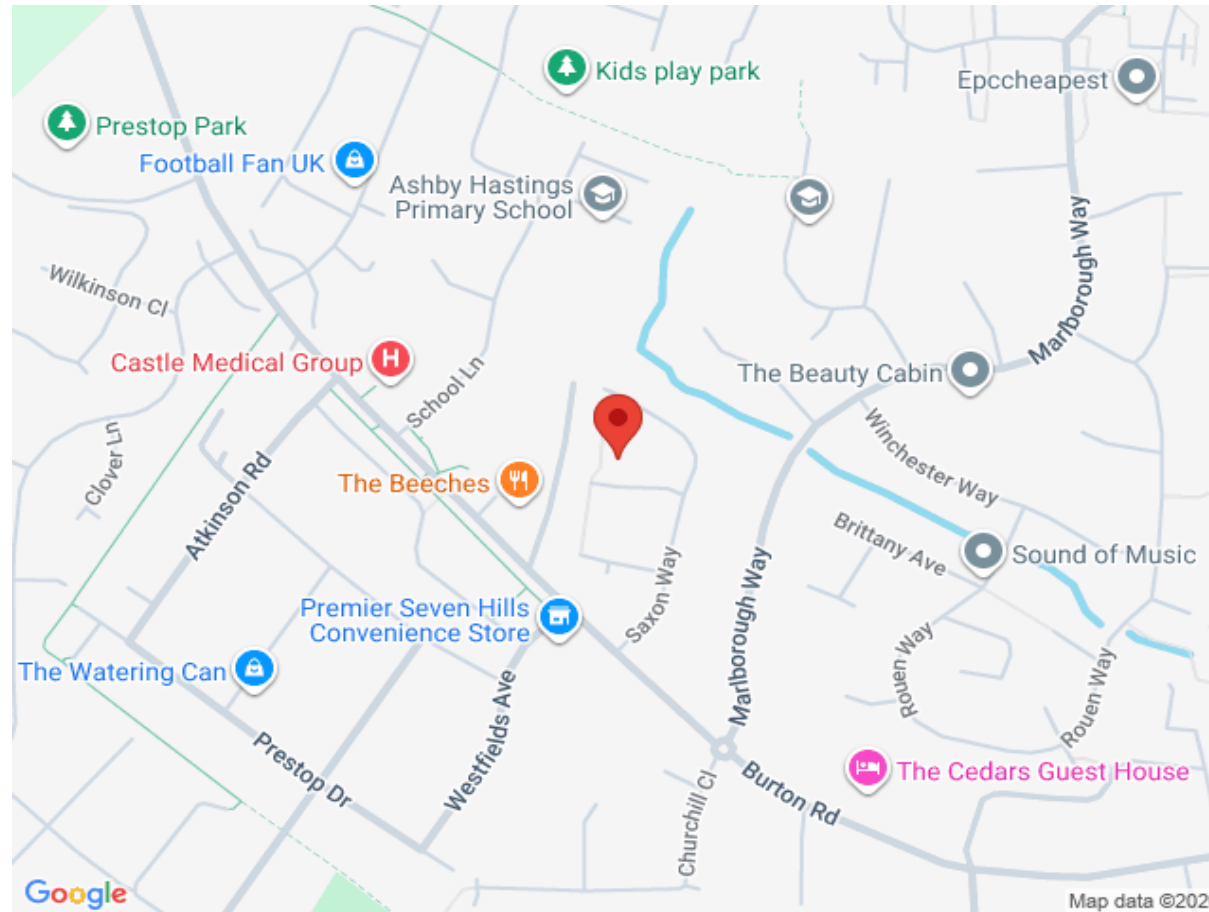 Kids play park
Epccheapest
Prestop Park
Football Fan UK
Ashby Hastings
Primary School
Marlborough Way
Wilkinson Cl
Castle Medical Group
School Ln
The Beauty Cabin
Winchester Way
Clover Ln
Atkinson Rd
The Beeches
Brittany Ave
Sound of Music
Saxon Way
Marlborough Way
Premier Seven Hills
Convenience Store
Rouen Way
Rouen Way
The Watering Can
Westfields Ave
Prestop Dr
Churchill Cl
Burton Rd
The Cedars Guest House
Google
Map data ©202
H